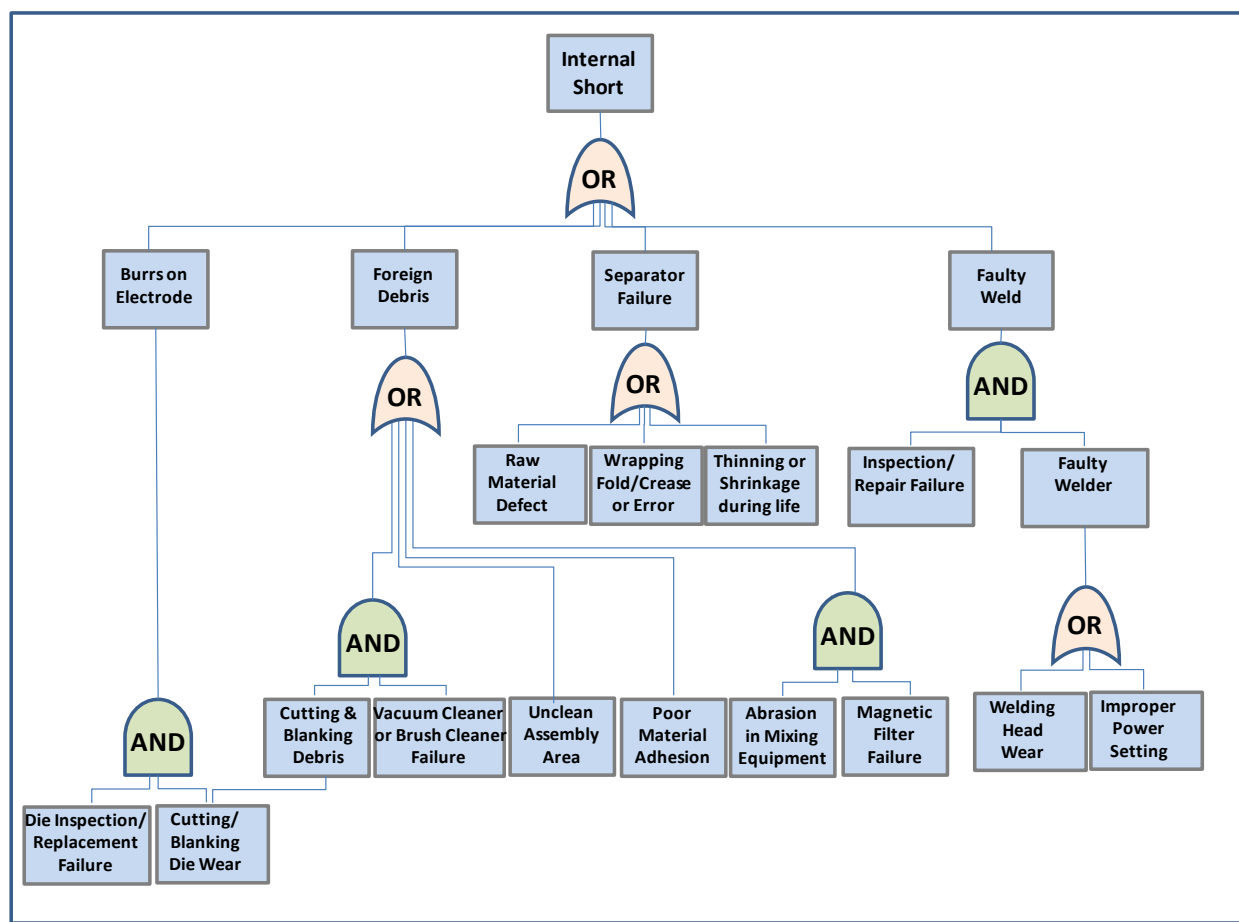 Internal
Short
OR
Burrs on
Electrode
Foreign
Debris
Separator
Failure
Faulty
Weld
OR
OR
AND
Raw
Material
Defect
Wrapping
Fold/Crease
or Error
Thinning or
Shrinkage
during life
Inspection/
Repair Failure
Faulty
Welder
AND
AND
OR
AND
Cutting &
Blanking
Debris
Vacuum Cleaner
or Brush Cleaner
Failure
Unclean
Assembly
Area
Poor
Material
Adhesion
Abrasion
in Mixing
Equipment
Magnetic
Filter
Failure
Welding
Head
Wear
Improper
Power
Setting
Die Inspection/
Replacement
Failure
Cutting/
Blanking
Die Wear